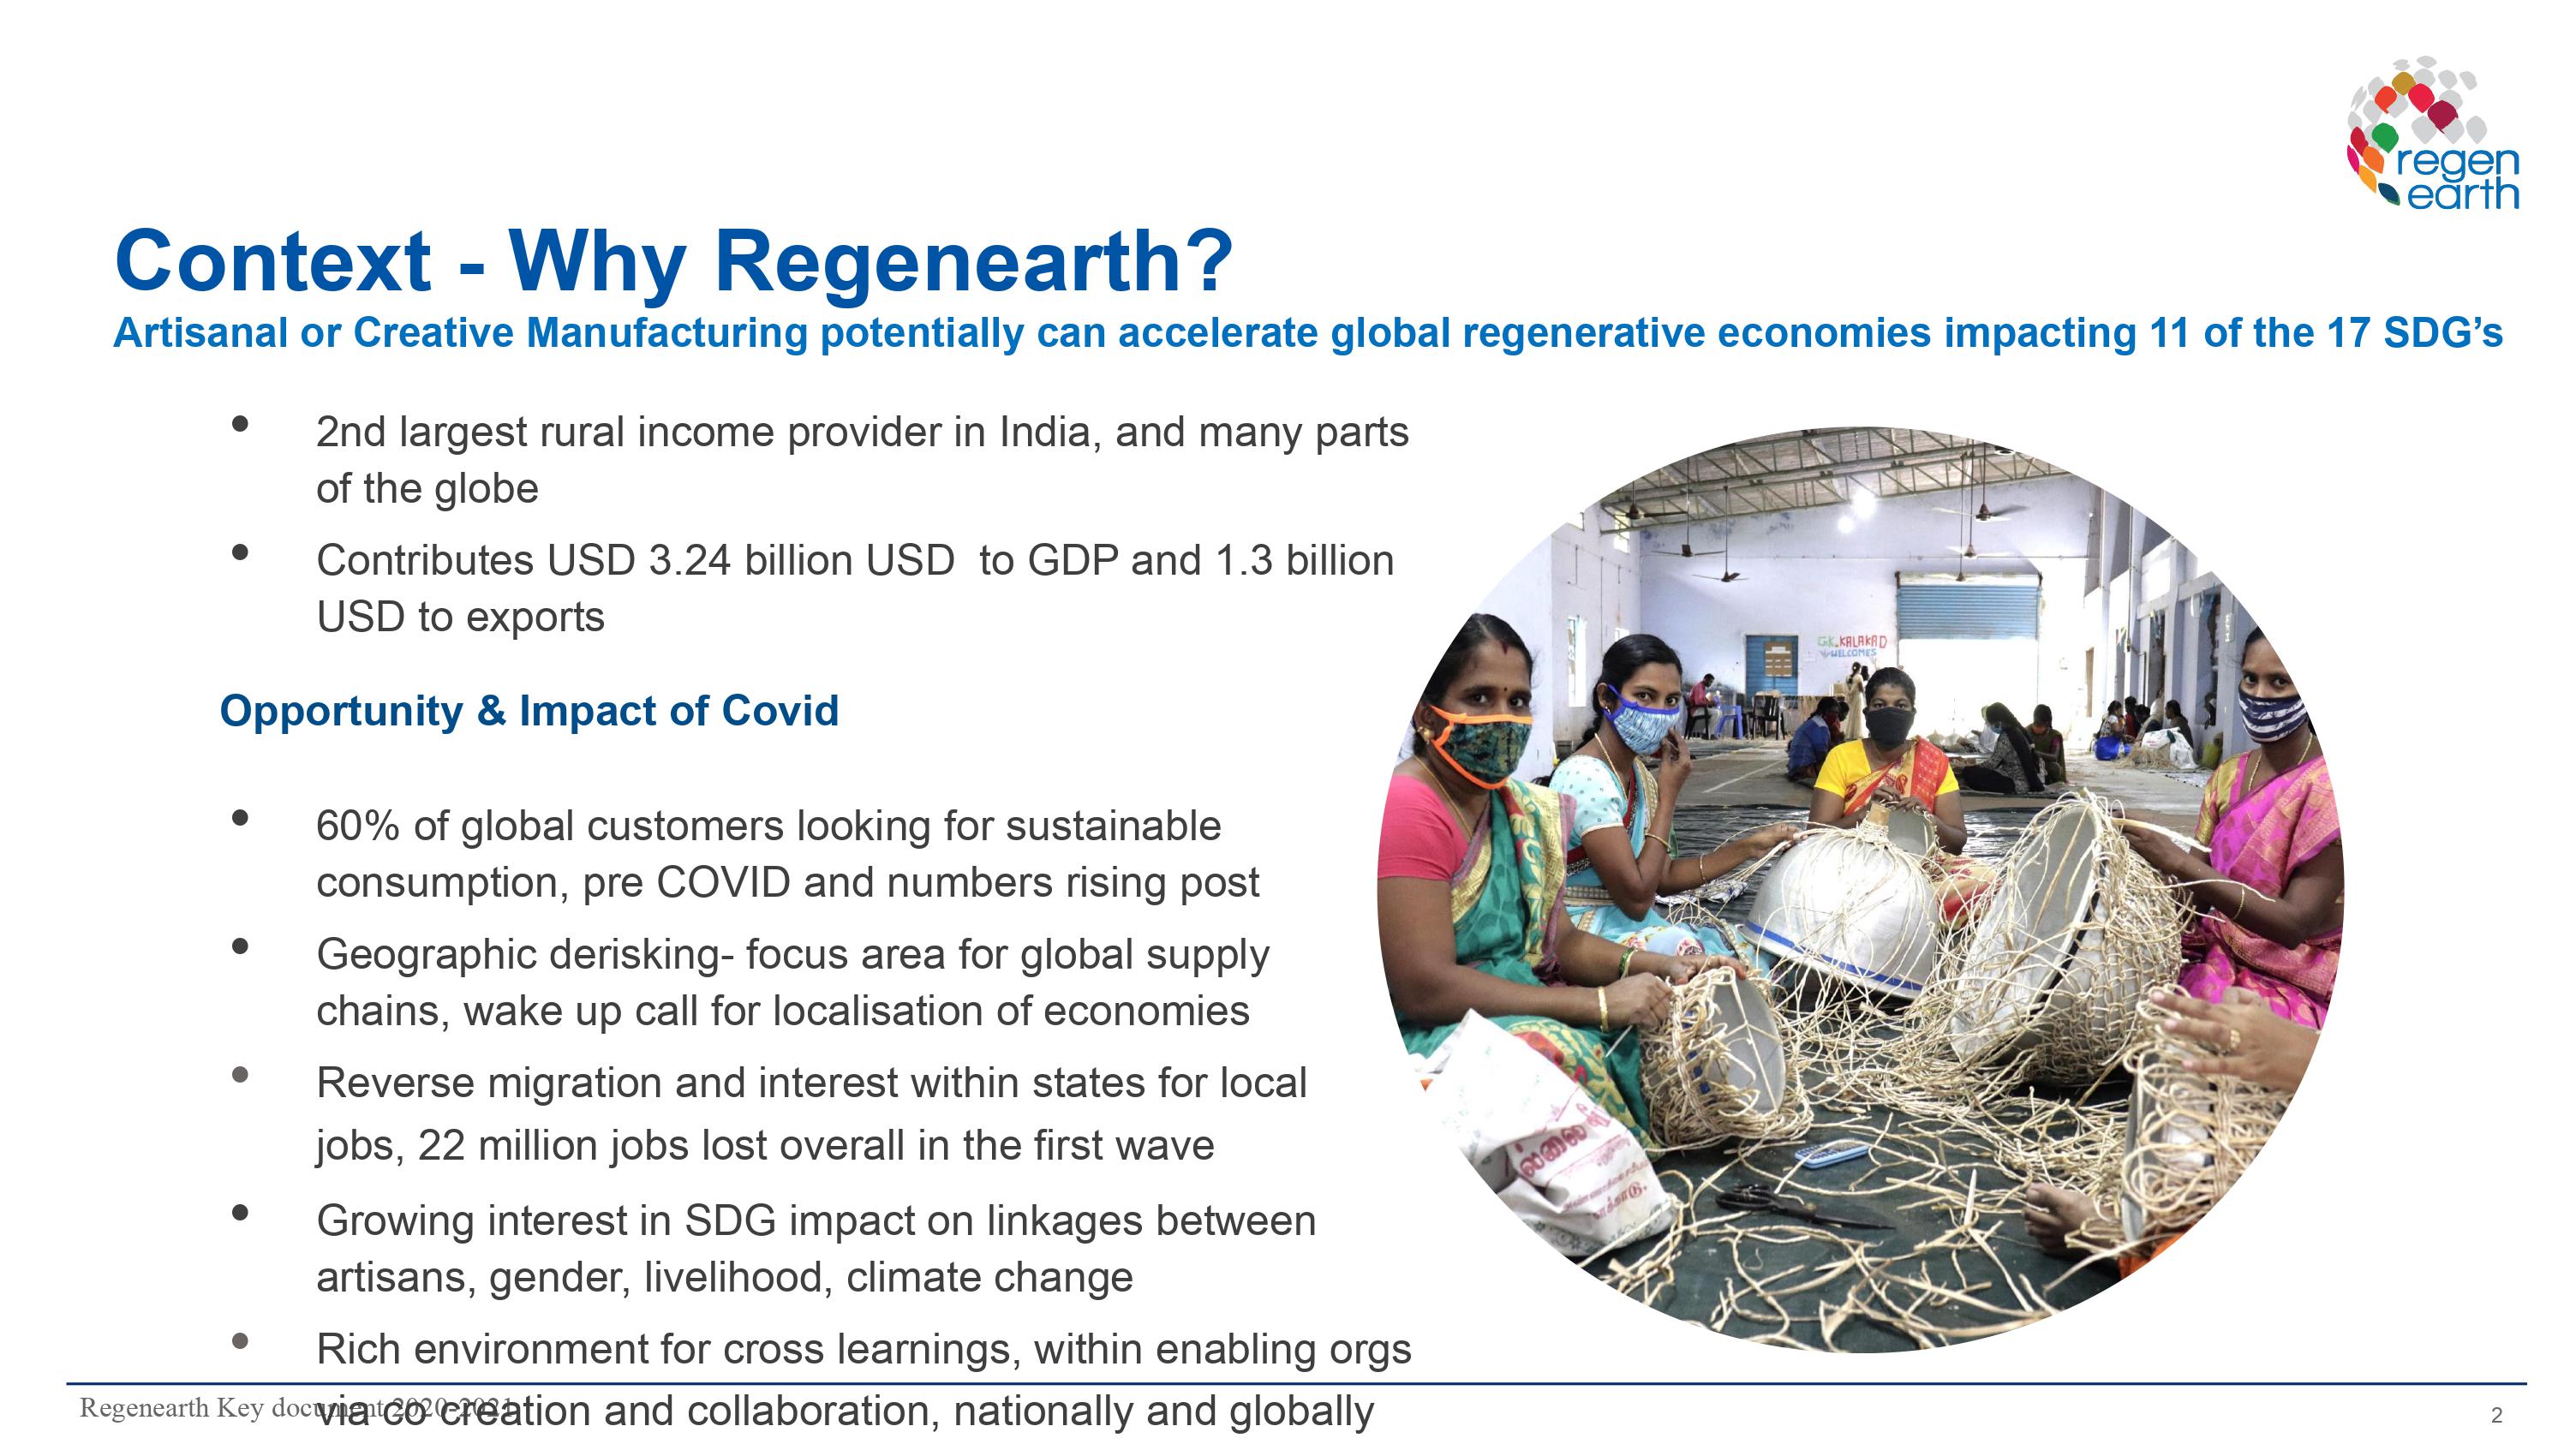 regen
earth
Context - Why Regenearth?
Artisanal or Creative Manufacturing potentially can accelerate global regenerative economies impacting 11 of the 17 SDG’s
• 2nd largest rural income provider in India, and many parts
of the globe
• Contributes USD 3.24 billion USD  to GDP and 1.3 billion
USD to exports
Opportunity & Impact of Covid
• 60% of global customers looking for sustainable
consumption, pre COVID and numbers rising post
• Geographic derisking- focus area for global supply
chains, wake up call for localisation of economies
• Reverse migration and interest within states for local
jobs, 22 million jobs lost overall in the first wave
• Growing interest in SDG impact on linkages between
artisans, gender, livelihood, climate change
• Rich environment for cross learnings, within enabling orgs
via co creation and collaboration, nationally and globally
G.K.KALAKAD
WELCOMES
Regenearth Key document 2020-2021
2